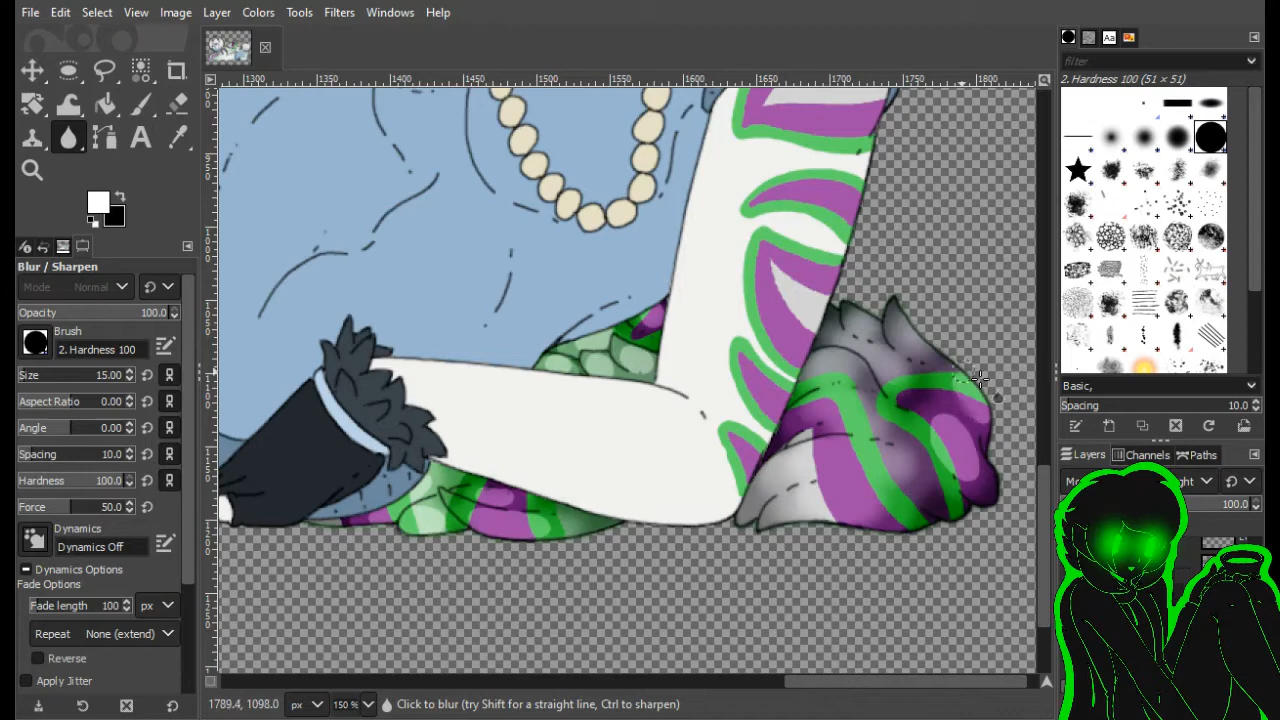 File Edit Select View Image Layer Colors Tools Filters Windows Help
1300 1350 1400 1450 1500 1550 1600 1650 1700 1750 1800
filter
2. Hardness 100 (51 × 51)
Blur / Sharpen
Mode Normal
Opacity 100.0
Brush
2. Hardness 100
Size 15.00
Aspect Ratio 0.00
Angle 0.00
Spacing 10.0
Hardness 100.0
Force 50.0
Dynamics
Dynamics Off
Dynamics Options
Fade Options
Fade length 100 px
Repeat None (extend)
Reverse
Apply Jitter
Basic,
Spacing 10.0
Layers Channels Paths
100.0
1789.4, 1098.0 px 150 % Click to blur (try Shift for a straight line, Ctrl to sharpen)